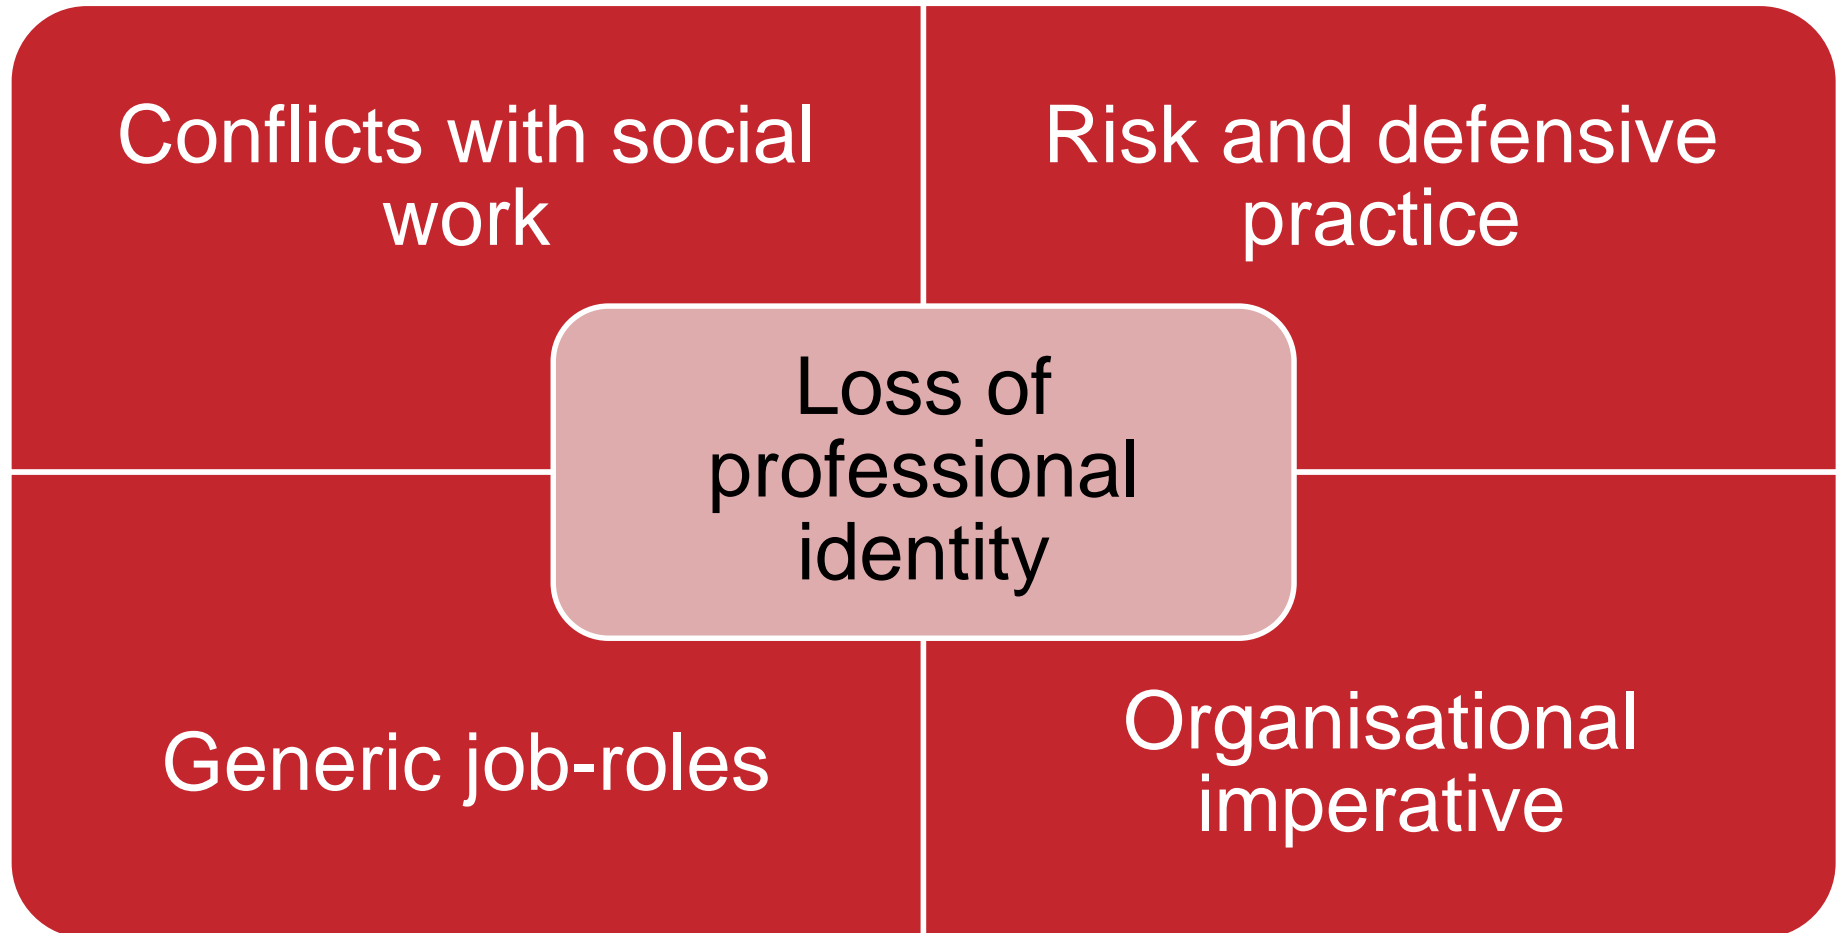 Conflicts with social
work
Risk and defensive
practice
Loss of
professional
identity
Generic job-roles
Organisational
imperative